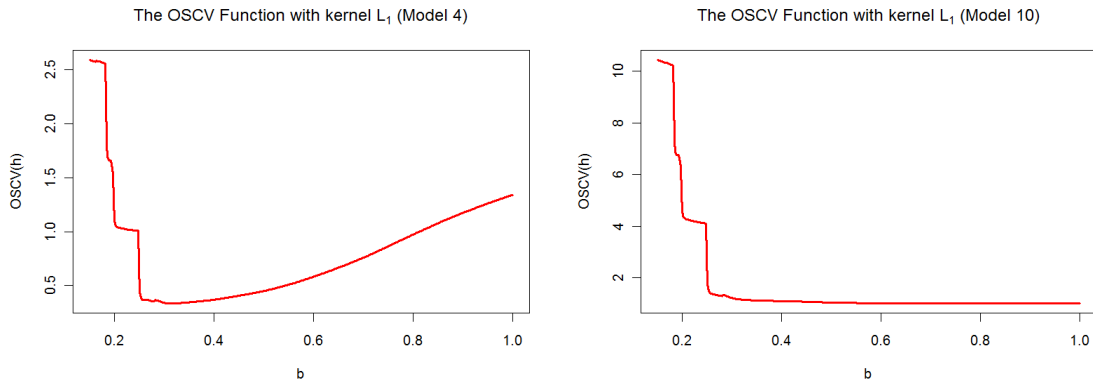 The OSCV Function with kernel L₁ (Model 4)
OSCV(h)
2.5
2.0
1.5
1.0
0.5
0.2 0.4 0.6 0.8 1.0
b
The OSCV Function with kernel L₁ (Model 10)
OSCV(h)
10
8
6
4
2
0.2 0.4 0.6 0.8 1.0
b